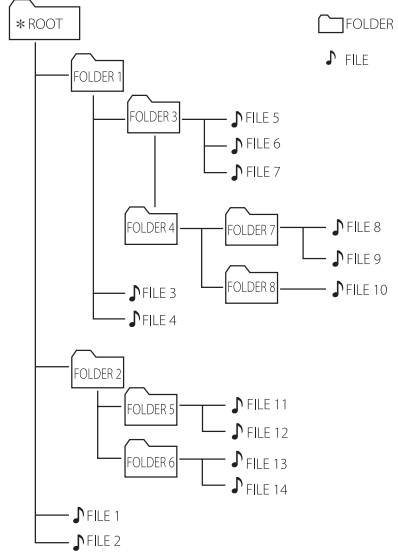 * ROOT
FOLDER
FILE
FOLDER 1
FOLDER 3
FILE 5
FILE 6
FILE 7
FOLDER 4
FOLDER 7
FILE 8
FILE 9
FOLDER 8
FILE 10
FILE 3
FILE 4
FOLDER 2
FOLDER 5
FILE 11
FILE 12
FOLDER 6
FILE 13
FILE 14
FILE 1
FILE 2